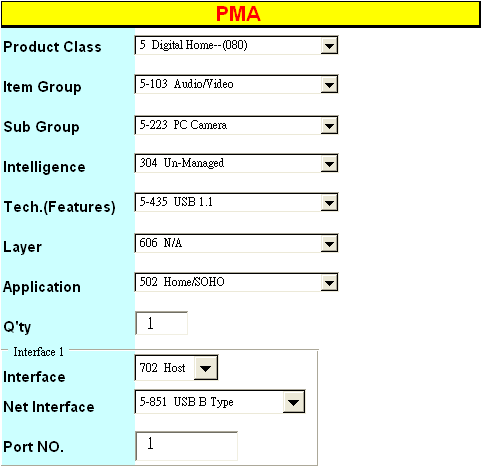 PMA
Product Class 5 Digital Home--(080)
Item Group 5-103 Audio/Video
Sub Group 5-223 PC Camera
Intelligence 304 Un-Managed
Tech.(Features) 5-435 USB 1.1
Layer 606 N/A
Application 502 Home/SOHO
Q'ty 1
Interface 1
Interface 702 Host
Net Interface 5-851 USB B Type
Port NO. 1